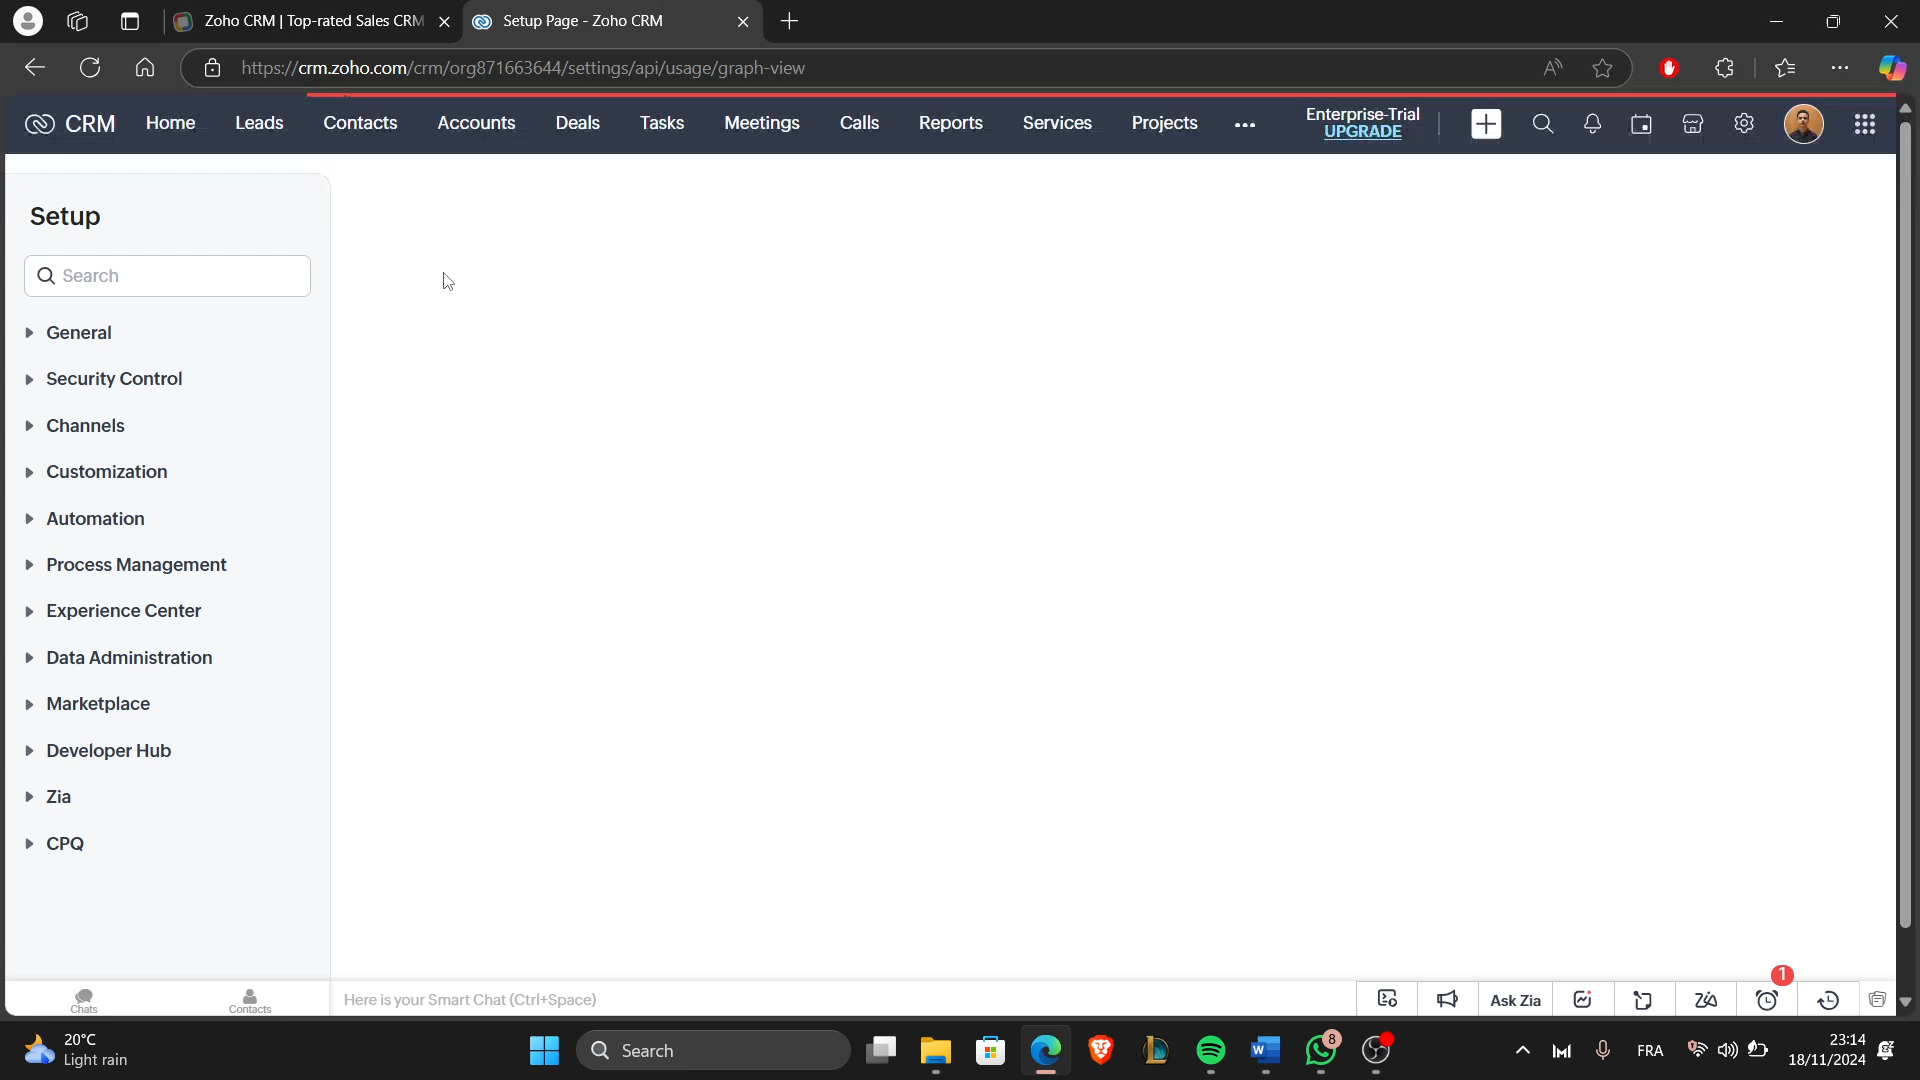 Zoho CRM | Top-rated Sales CRM
Setup Page - Zoho CRM
https://crm.zoho.com/crm/org871663644/settings/api/usage/graph-view
CRM
Home
Leads
Contacts
Accounts
Deals
Tasks
Meetings
Calls
Reports
Services
Projects
Enterprise-Trial
UPGRADE
Setup
Search
General
Security Control
Channels
Customization
Automation
Process Management
Experience Center
Data Administration
Marketplace
Developer Hub
Zia
CPQ
Chats
Contacts
Here is your Smart Chat (Ctrl+Space)
Ask Zia
1
20°C
Light rain
Search
8
FRA
23:14
18/11/2024